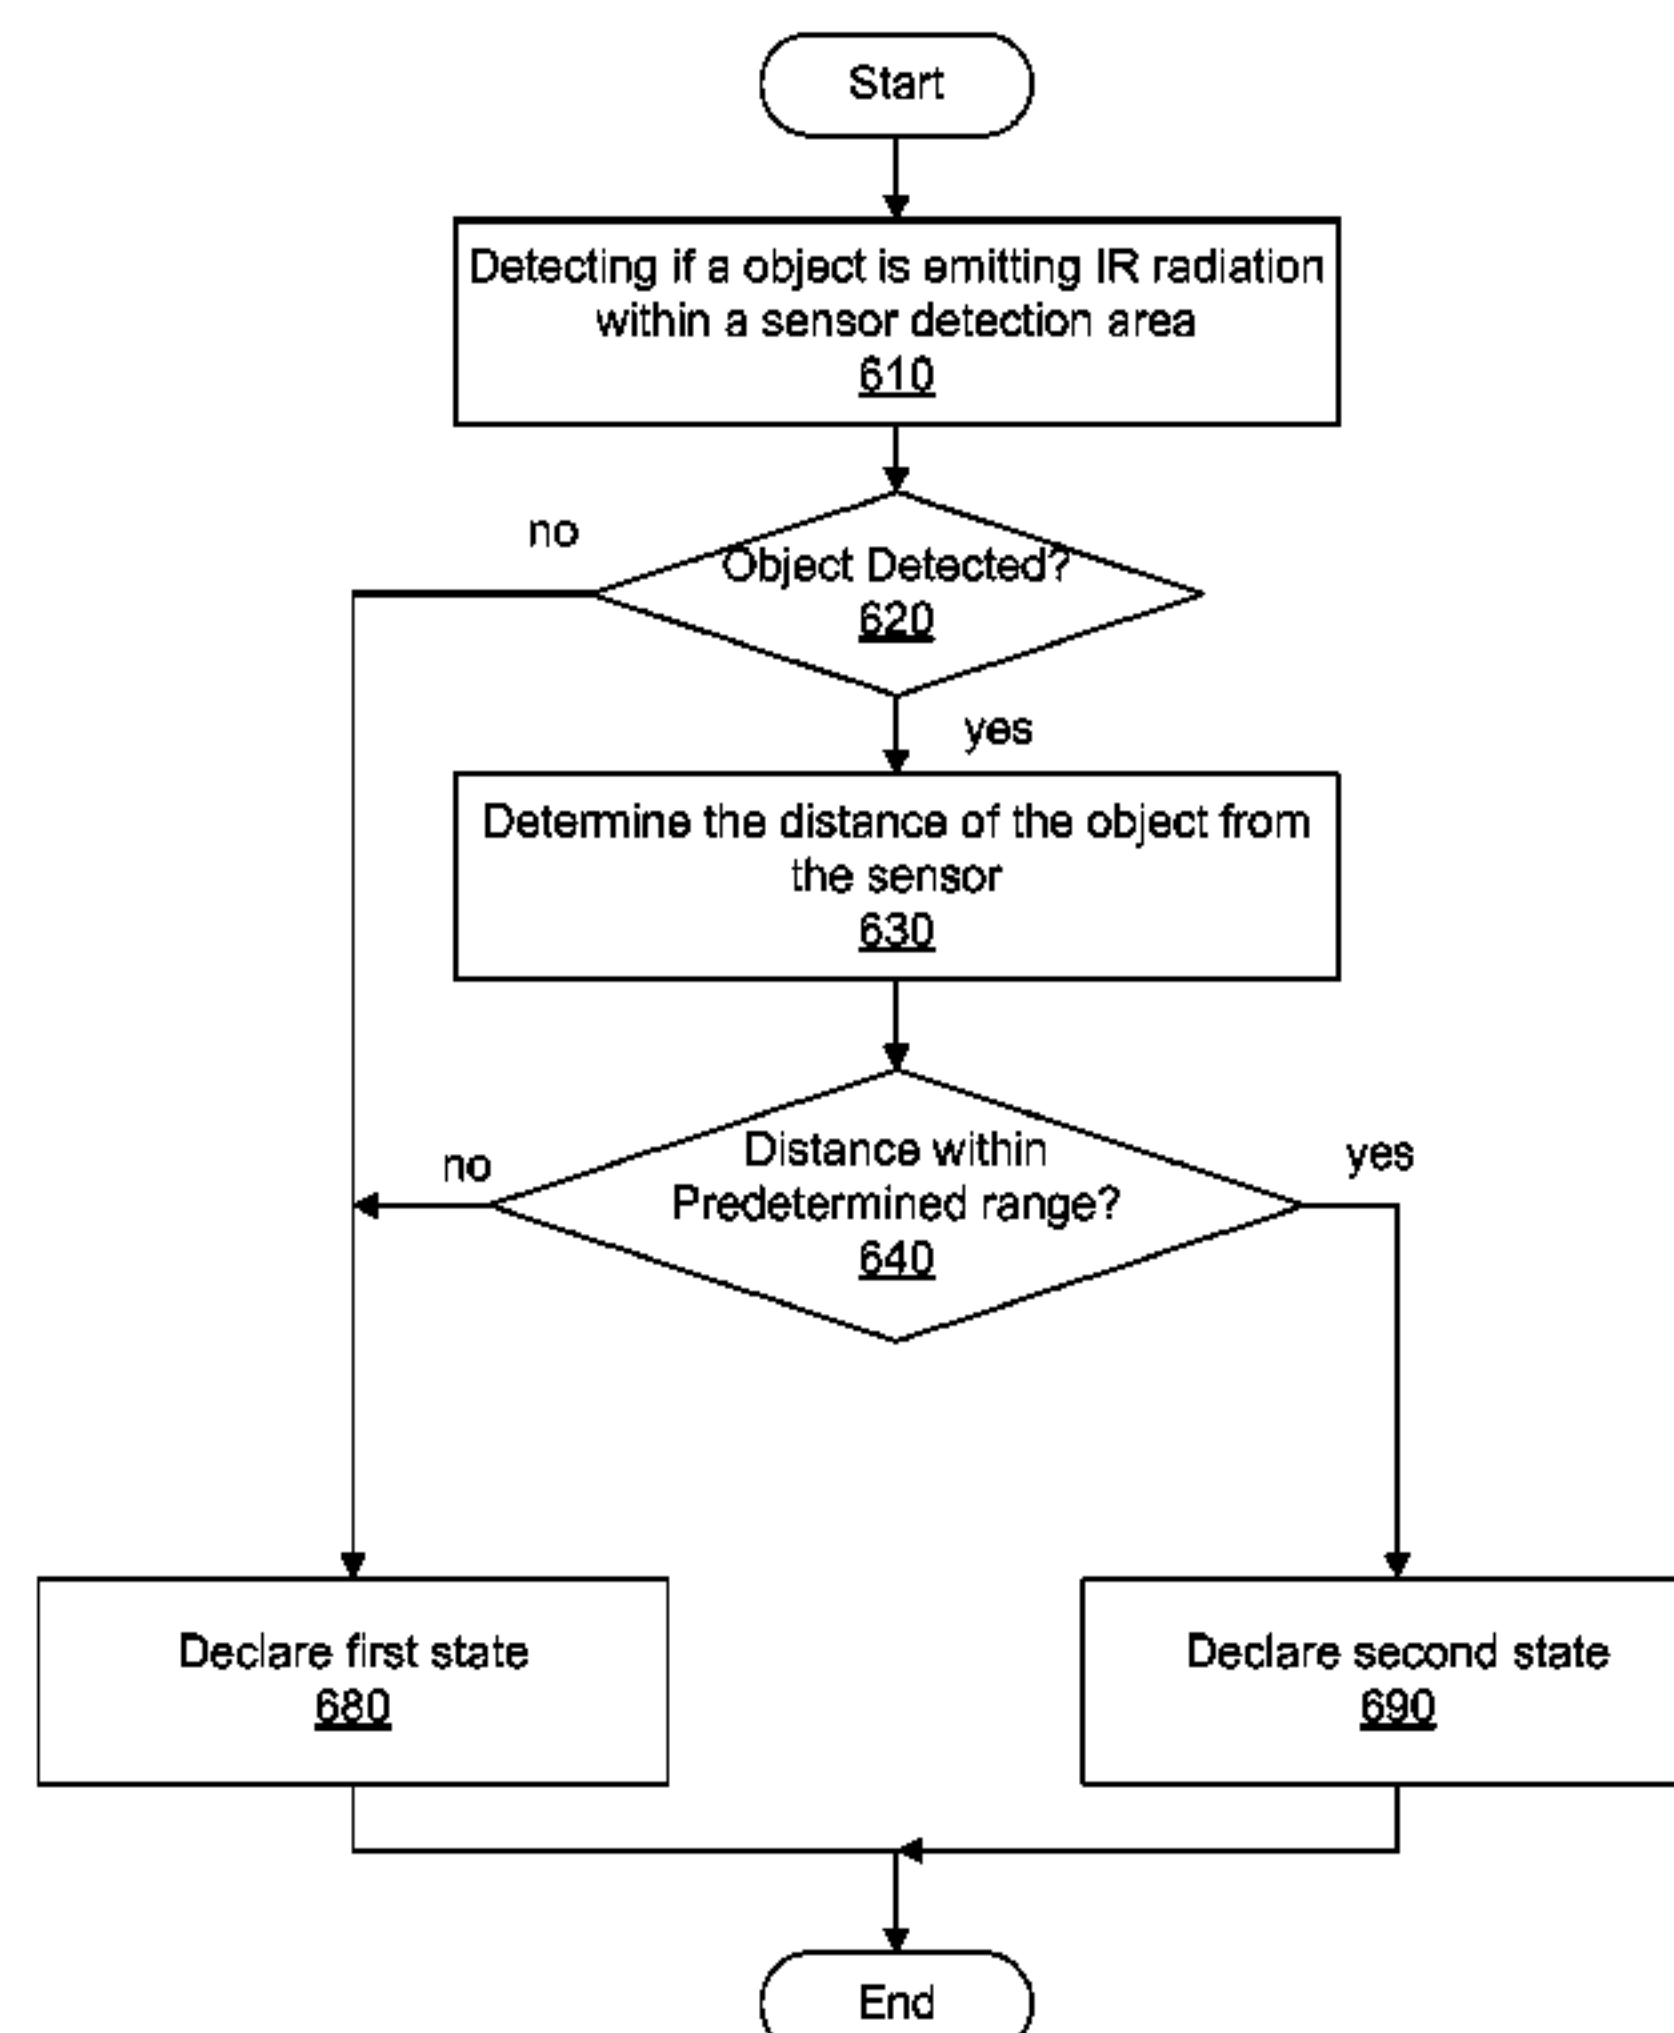 Start
Detecting if a object is emitting IR radiation
within a sensor detection area
610
no
Object Detected?
620
yes
Determine the distance of the object from
the sensor
630
no
Distance within
Predetermined range?
640
yes
Declare first state
680
Declare second state
690
End